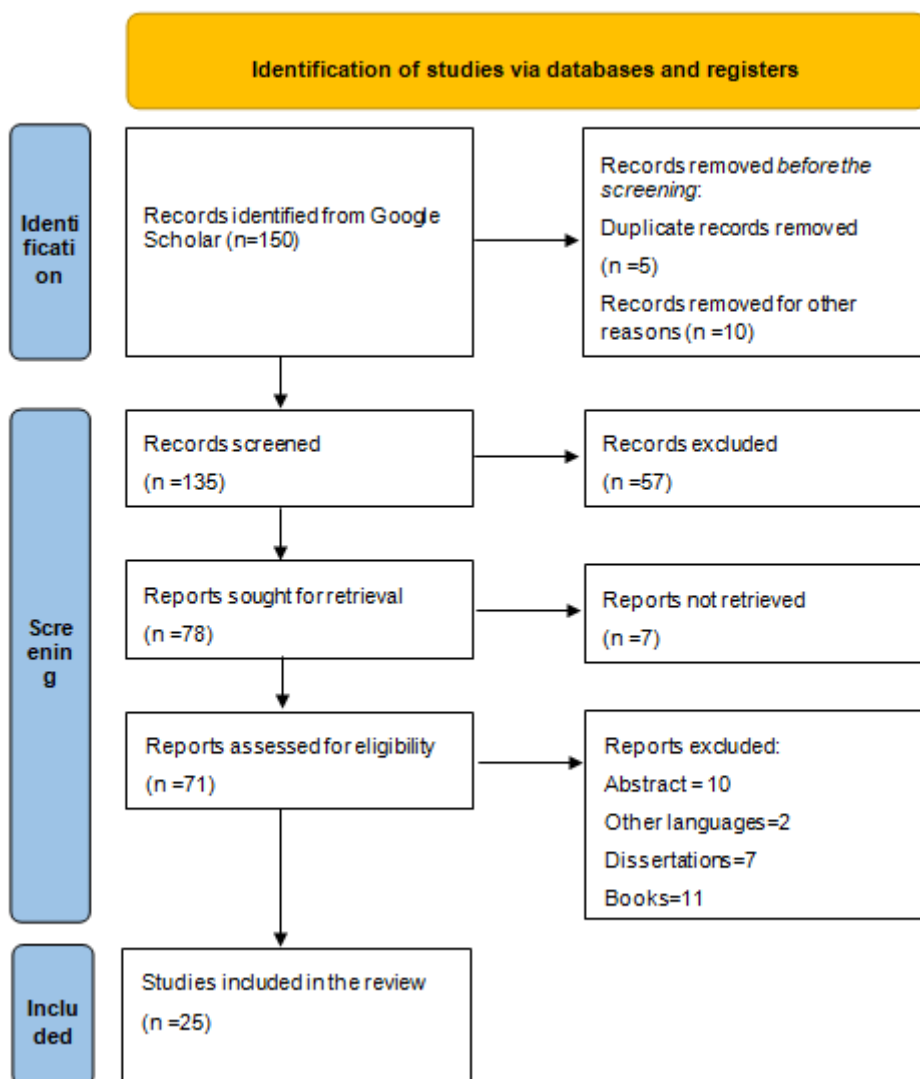 Identification of studies via databases and registers
Identi
ficati
on
Records identified from Google
Scholar (n=150)
Records removed before the
screening:
Duplicate records removed
(n =5)
Records removed for other
reasons (n =10)
Scre
enin
g
Records screened
(n =135)
Records excluded
(n =57)
Reports sought for retrieval
(n =78)
Reports not retrieved
(n =7)
Reports assessed for eligibility
(n =71)
Reports excluded:
Abstract = 10
Other languages=2
Dissertations=7
Books=11
Inclu
ded
Studies included in the review
(n =25)